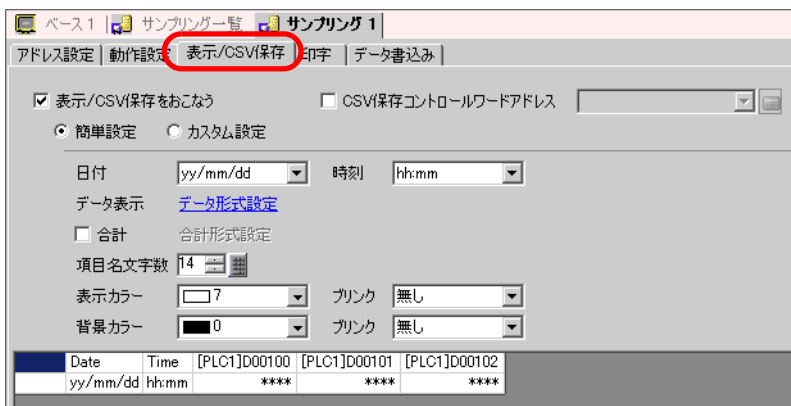 ベース 1 サンプリング一覧 サンプリング 1
アドレス設定 動作設定 表示/CSV保存 印字 データ書込み
表示/CSV保存をおこなう CSV保存コントロールワードアドレス
簡単設定 カスタム設定
日付 yy/mm/dd 時刻 hh:mm
データ表示 データ形式設定
合計 合計形式設定
項目名文字数 14
表示カラー 7 ブリンク 無し
背景カラー 0 ブリンク 無し
Date Time [PLC1]D00100 [PLC1]D00101 [PLC1]D00102
yy/mm/dd hh:mm **** **** ****